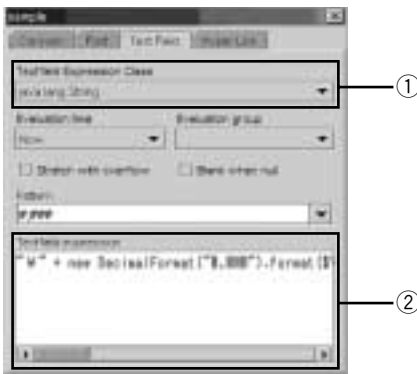 sample
Common Font Text Field Hyper Link
Textfield Expression Class
java.lang.String
①
Evaluation time
Evaluation group
Now
Stretch with overflow
Blank when null
Pattern
#,###
Textfield expression
"¥" + new DecimalFormat("#,###").format($
②